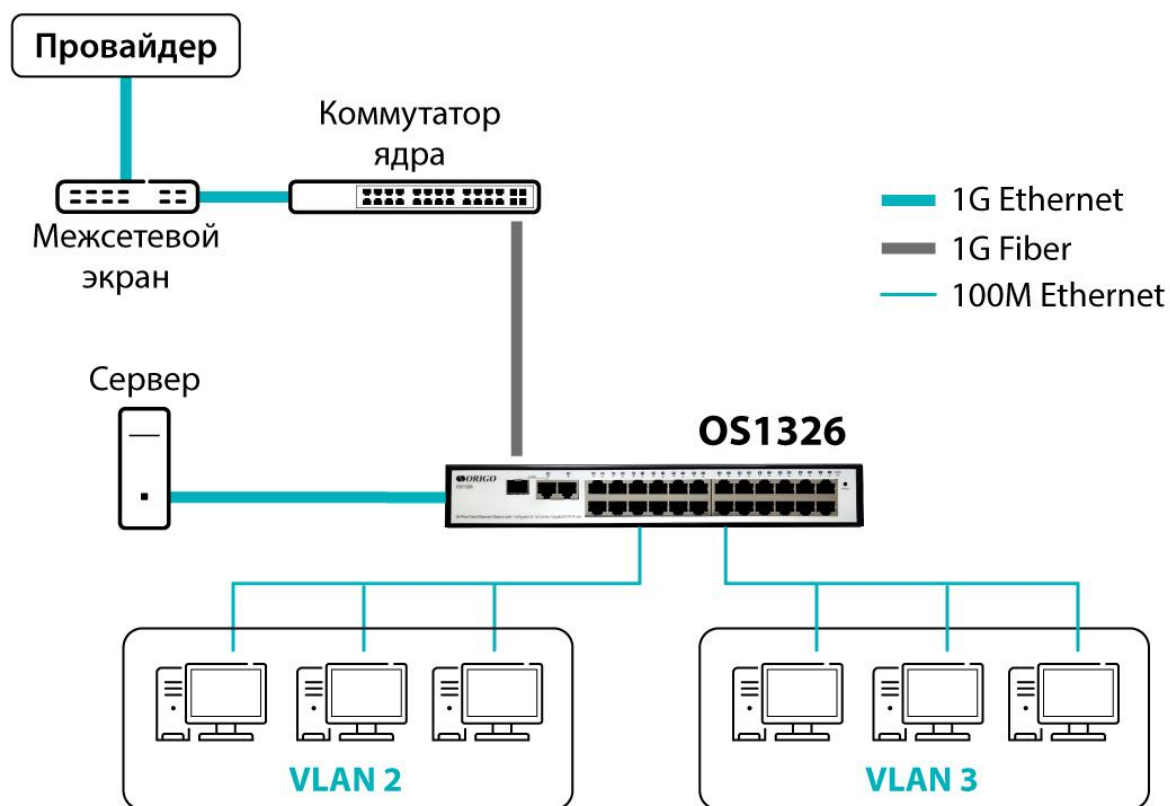 Провайдер
Коммутатор
ядра
Межсетевой
экран
1G Ethernet
1G Fiber
100M Ethernet
Сервер
OS1326
ORIGO
VLAN 2
VLAN 3